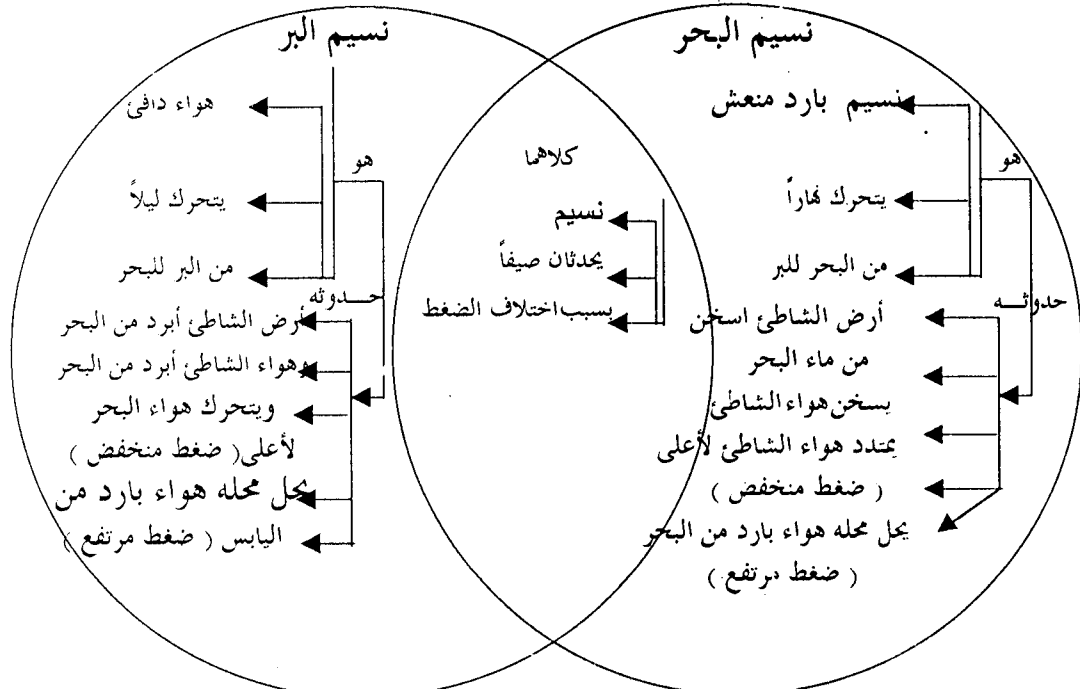 نسيم البحر
نسيم بارد منعش
هو
يتحرك نهاراً
من البحر للبر
حدوثه
أرض الشاطئ اسخن
من ماء البحر
يسخن هواء الشاطئ
يمتدد هواء الشاطئ لأعلى
( ضغط منخفض )
يحل محله هواء بارد من البحر
( ضغط مرتفع )
كلاهما
نسيم
يحدثان صيفاً
بسبب اختلاف الضغط
نسيم البر
هواء دافئ
هو
يتحرك ليلاً
من البر للبحر
حدوثه
أرض الشاطئ أبرد من البحر
وهواء الشاطئ أبرد من البحر
ويتحرك هواء البحر
لأعلى ( ضغط منخفض )
يحل محله هواء بارد من
اليابس ( ضغط مرتفع )